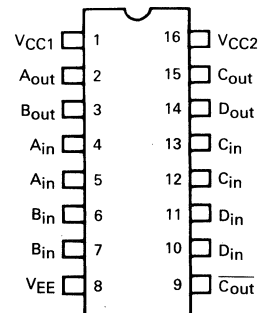 VCC1 1 16 VCC2
Aout 2 15 Cout
Bout 3 14 Dout
Ain 4 13 Cin
Ain 5 12 Cin
Bin 6 11 Din
Bin 7 10 Din
VEE 8 9 C̅o̅u̅t̅